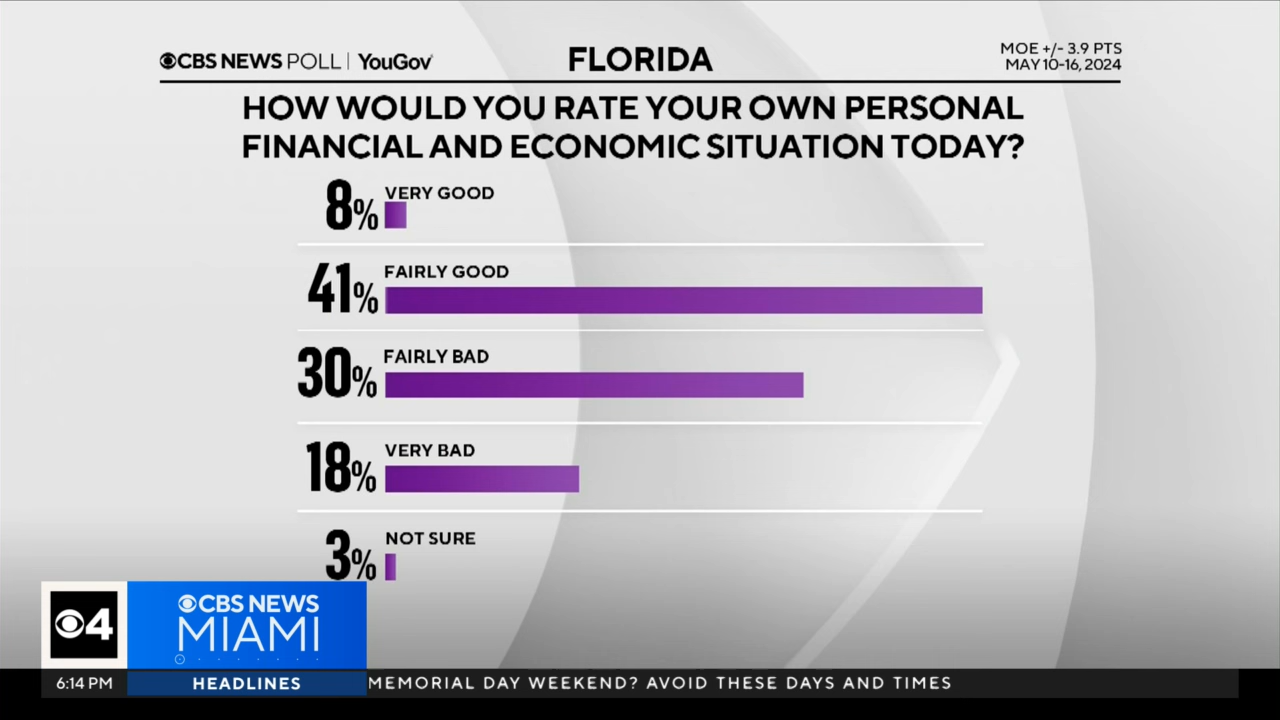 CBS NEWS POLL | YouGov
FLORIDA
MOE +/- 3.9 PTS
MAY 10-16, 2024
HOW WOULD YOU RATE YOUR OWN PERSONAL
FINANCIAL AND ECONOMIC SITUATION TODAY?
8% VERY GOOD
41% FAIRLY GOOD
30% FAIRLY BAD
18% VERY BAD
3% NOT SURE
4
CBS NEWS
MIAMI
6:14 PM
HEADLINES
MEMORIAL DAY WEEKEND? AVOID THESE DAYS AND TIMES